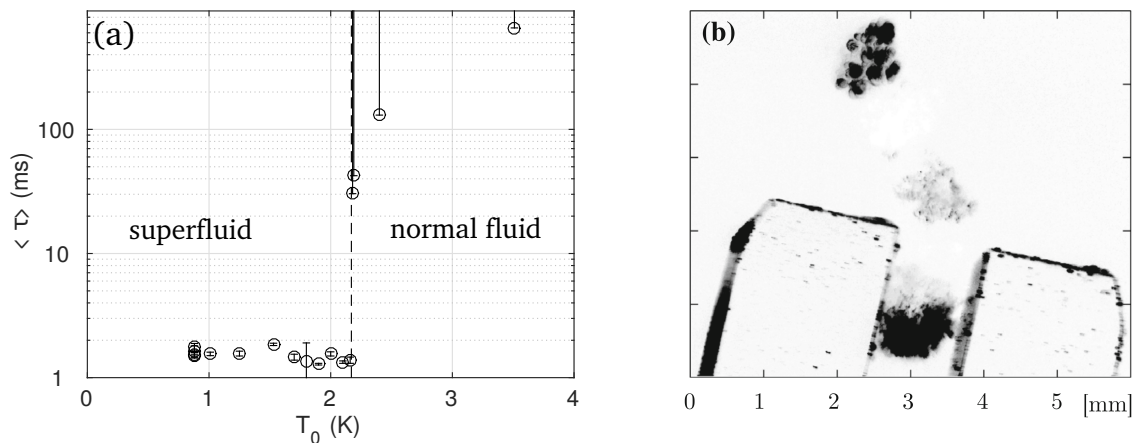 (a)
100
10
1
< τ > (ms)
superfluid
normal fluid
0 1 2 3 4
T_0 (K)
(b)
0 1 2 3 4 5 [mm]